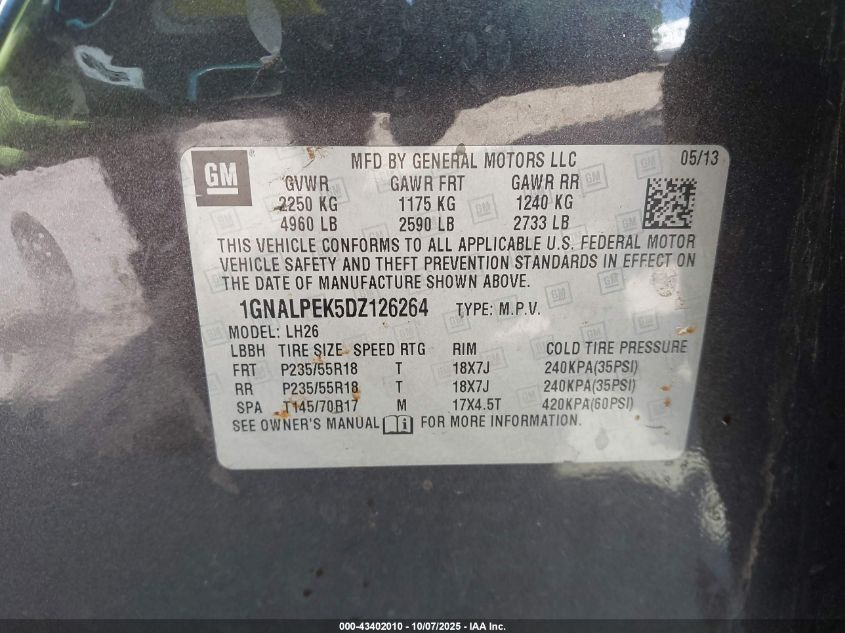 GM
MFD BY GENERAL MOTORS LLC 05/13
GVWR GAWR FRT GAWR RR
2250 KG 1175 KG 1240 KG
4960 LB 2590 LB 2733 LB
THIS VEHICLE CONFORMS TO ALL APPLICABLE U.S. FEDERAL MOTOR
VEHICLE SAFETY AND THEFT PREVENTION STANDARDS IN EFFECT ON
THE DATE OF MANUFACTURE SHOWN ABOVE.
1GNALPEK5DZ126264 TYPE: M.P.V.
MODEL: LH26
LBBH TIRE SIZE SPEED RTG RIM COLD TIRE PRESSURE
FRT P235/55R18 T 18X7J 240KPA(35PSI)
RR P235/55R18 T 18X7J 240KPA(35PSI)
SPA T145/70B17 M 17X4.5T 420KPA(60PSI)
SEE OWNER'S MANUAL FOR MORE INFORMATION.
000-43402010 - 10/07/2025 - IAA Inc.